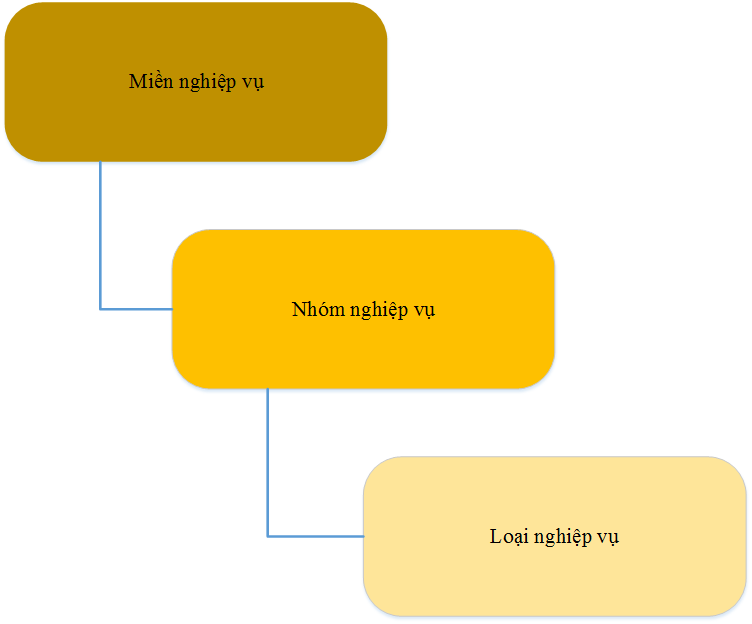 Miền nghiệp vụ
Nhóm nghiệp vụ
Loại nghiệp vụ